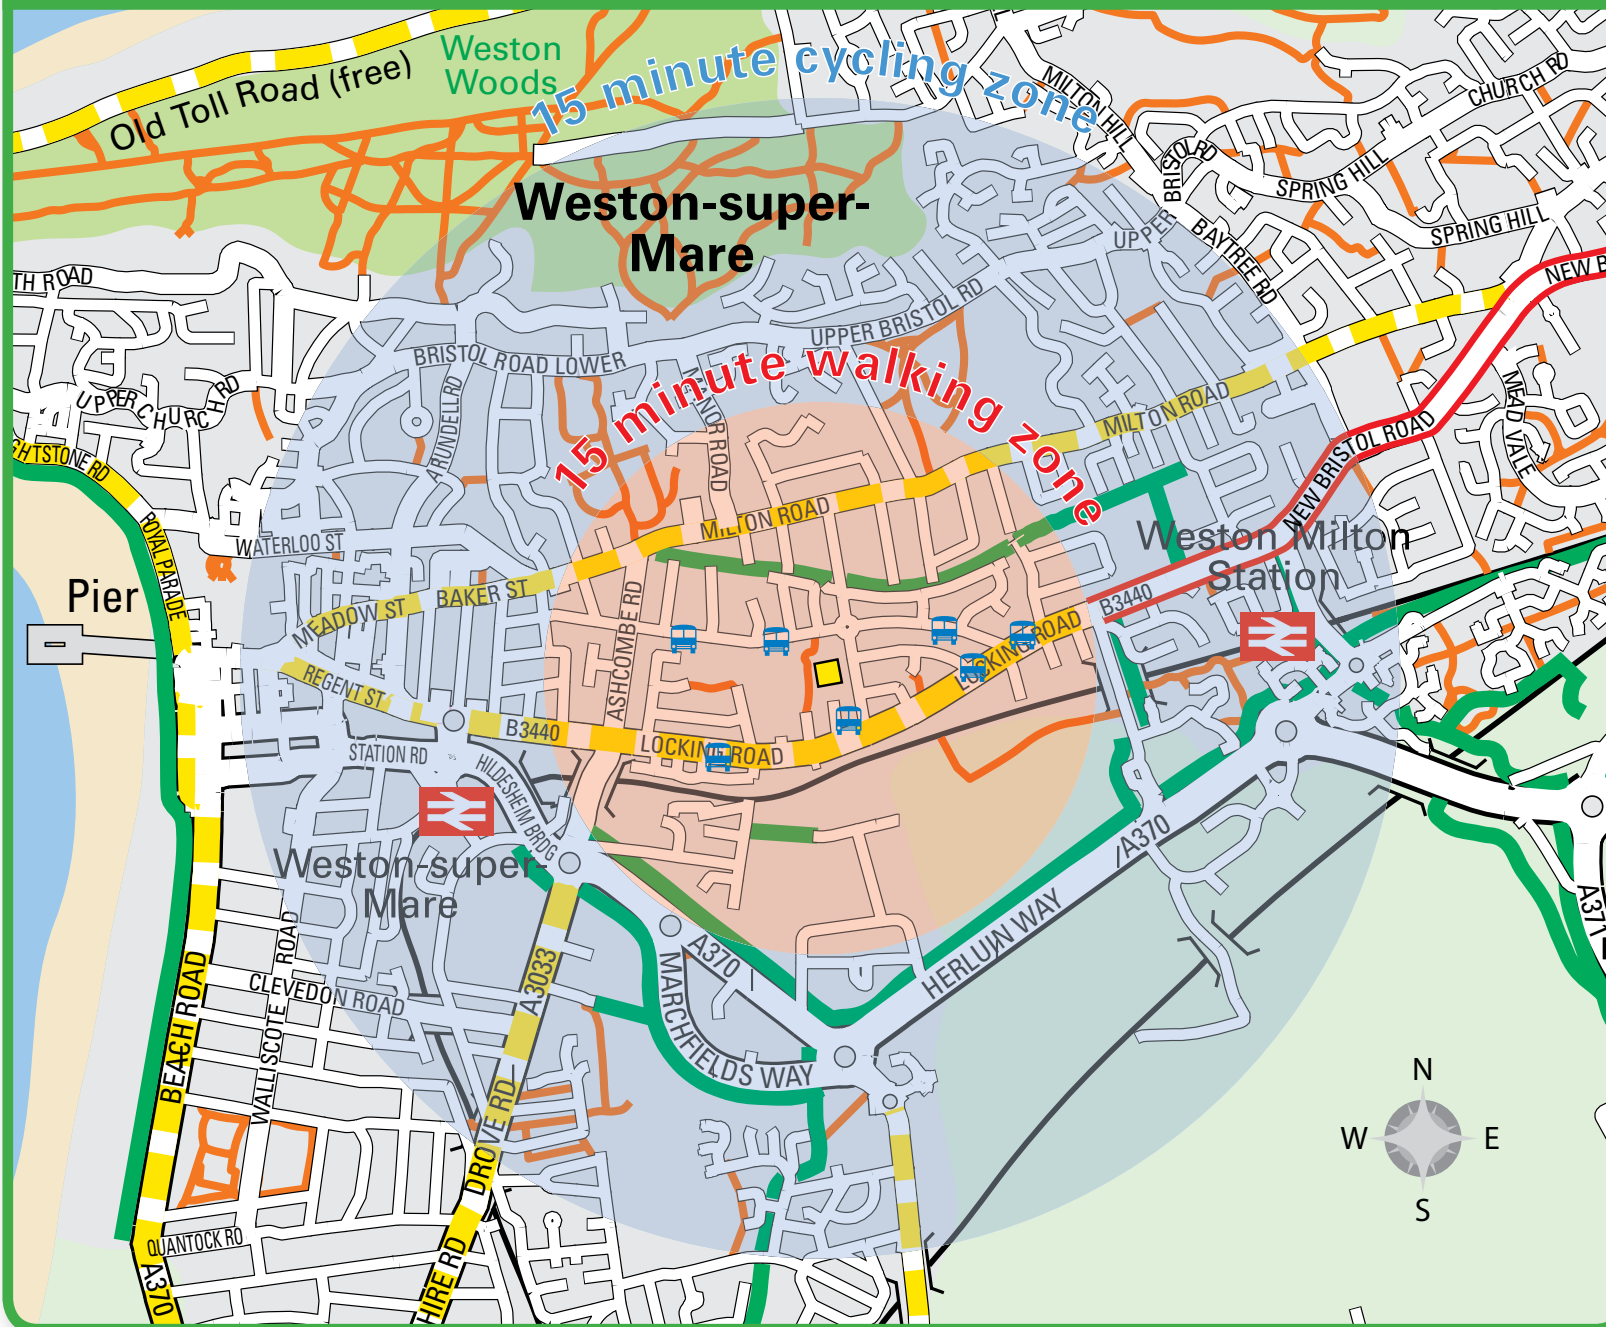 Weston
Woods
Old Toll Road (free)
15 minute cycling zone
MILTON HILL
CHURCH RD
BRISTOL RD
SPRING HILL
SPRING HILL
Weston-super-
Mare
UPPER
BAYTREE RD
NEW B
TH ROAD
UPPER BRISTOL RD
BRISTOL ROAD LOWER
15 minute walking zone
UPPER CHURCH RD
ARUNDELL RD
MANOR ROAD
MILTON ROAD
MEAD VALE
NEW BRISTOL ROAD
GHTSTONE RD
ROYAL PARADE
WATERLOO ST
MILTON ROAD
Weston Milton
Station
Pier
MEADOW ST
BAKER ST
ASHCOMBE RD
B3440
LOCKING ROAD
REGENT ST
B3440
LOCKING ROAD
STATION RD
HILDESHEIM BRDG
Weston-super-
Mare
A370
A371
HERLUIN WAY
A370
A3033
MARCHFIELDS WAY
CLEVEDON ROAD
WALLISCOTE ROAD
BEACH ROAD
DROVE RD
QUANTOCK RD
A370
HIRE RD
N
W
E
S